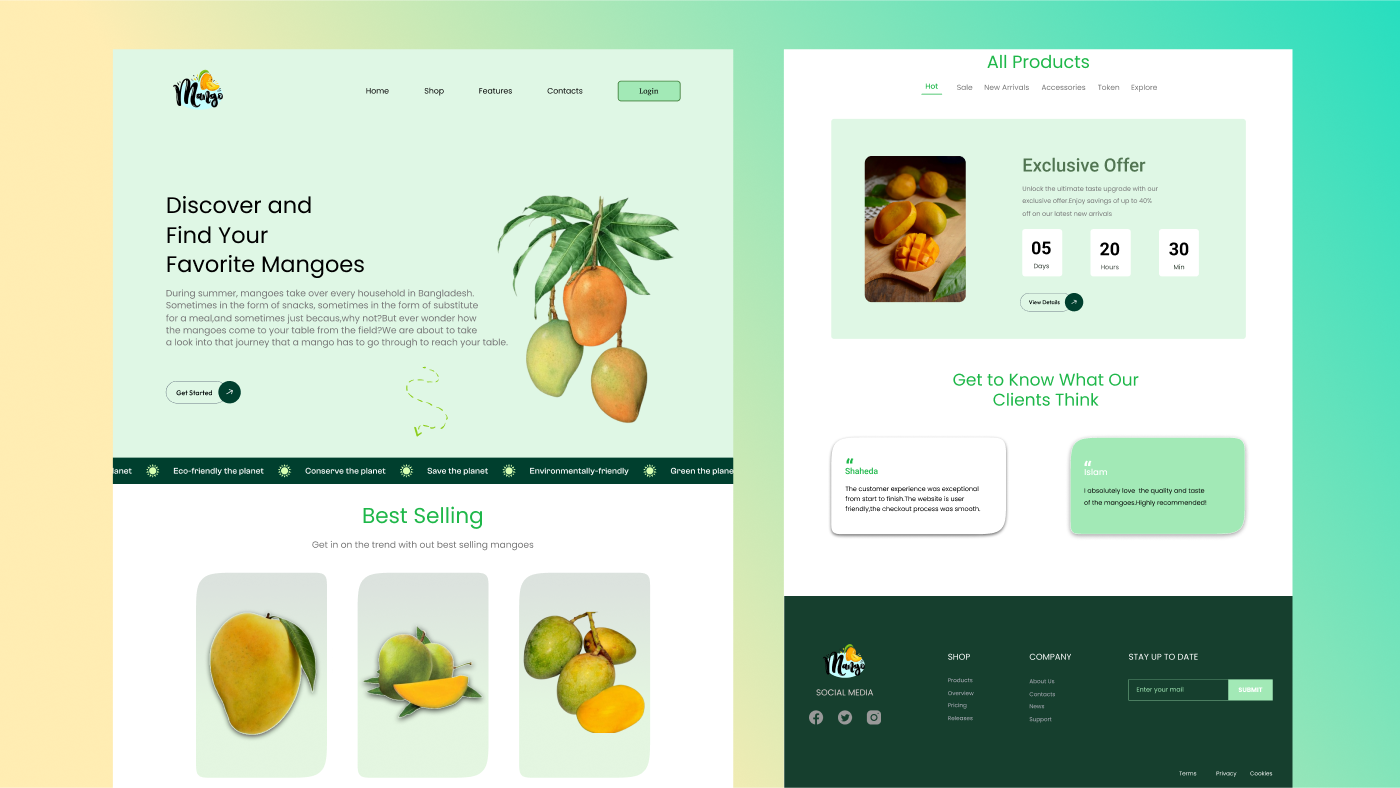 Mango
Home
Shop
Features
Contacts
Login
Discover and
Find Your
Favorite Mangoes
During summer, mangoes take over every household in Bangladesh.
Sometimes in the form of snacks, sometimes in the form of substitute
for a meal,and sometimes just becaus,why not?But ever wonder how
the mangoes come to your table from the field?We are about to take
a look into that journey that a mango has to go through to reach your table.
Get Started
lanet
Eco-friendly the planet
Conserve the planet
Save the planet
Environmentally-friendly
Green the plane
Best Selling
Get in on the trend with out best selling mangoes
All Products
Hot
Sale
New Arrivals
Accessories
Token
Explore
Exclusive Offer
Unlock the ultimate taste upgrade with our
exclusive offer.Enjoy savings of up to 40%
off on our latest new arrivals
05
20
30
Days
Hours
Min
View Details
Get to Know What Our
Clients Think
“
Shaheda
The customer experience was exceptional
from start to finish.The website is user
friendly,the checkout process was smooth.
“
Islam
I absolutely love the quality and taste
of the mangoes.Highly recommended!
Mango
SOCIAL MEDIA
SHOP
Products
Overview
Pricing
Releases
COMPANY
About Us
Contacts
News
Support
STAY UP TO DATE
Enter your mail
SUBMIT
Terms
Privacy
Cookies